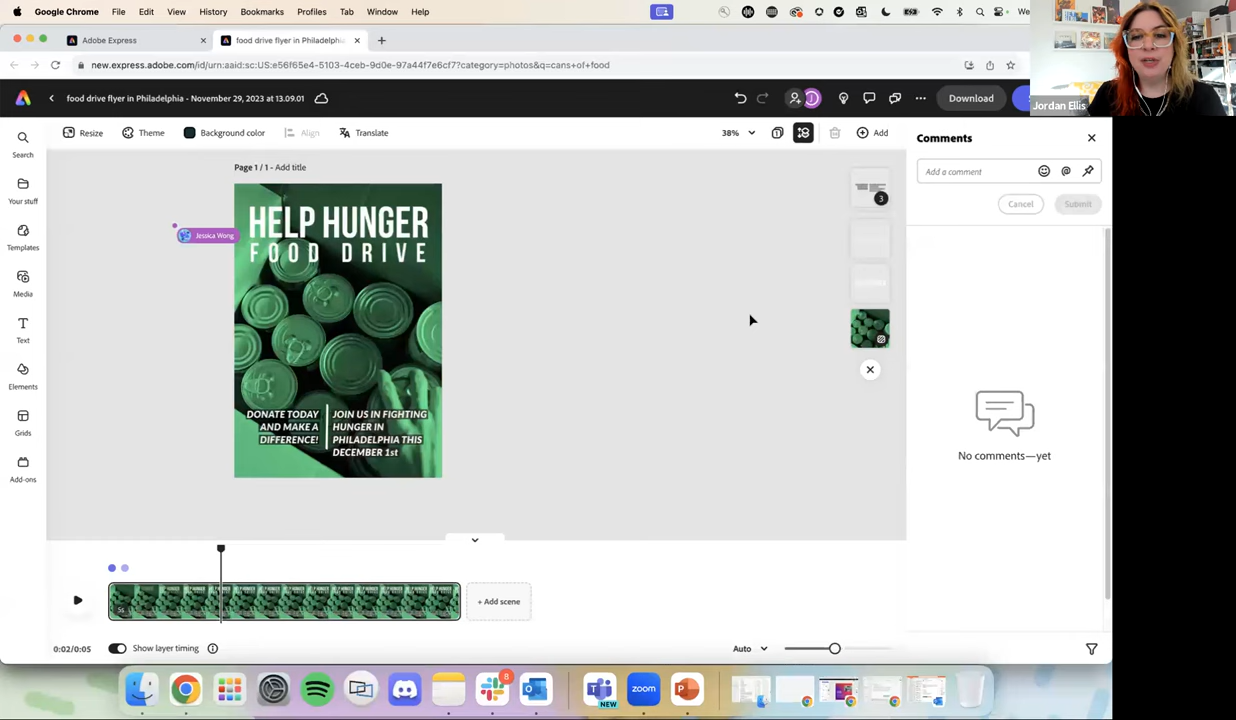 Google Chrome File Edit View History Bookmarks Profiles Tab Window Help
Adobe Express
food drive flyer in Philadelphia
new.express.adobe.com/id/urn:aaid:sc:US:e56f65e4-5103-4ceb-9d0e-97a44f7e6cf7?category=photos&q=cans+of+food
Jordan Ellis
food drive flyer in Philadelphia - November 29, 2023 at 13.09.01
Download
Resize Theme Background color Align Translate 38% Add
Search
Your stuff
Templates
Media
Text
Elements
Grids
Add-ons
Page 1 / 1 - Add title
Jessica Wong
HELP HUNGER
FOOD DRIVE
DONATE TODAY
AND MAKE A
DIFFERENCE!
JOIN US IN FIGHTING
HUNGER IN
PHILADELPHIA THIS
DECEMBER 1st
3
Comments
Add a comment
Cancel Submit
No comments—yet
5s
+ Add scene
0:02/0:05 Show layer timing Auto
8
NEW
zoom